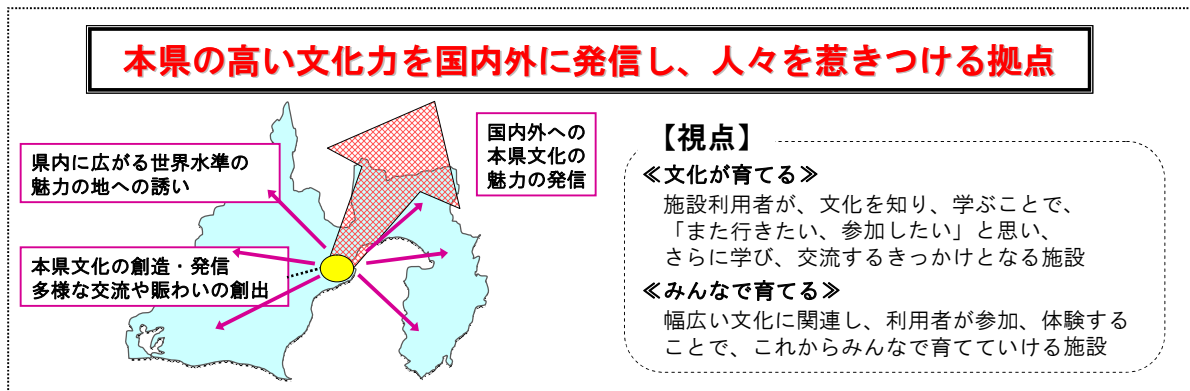 本県の高い文化力を国内外に発信し、人々を惹きつける拠点
県内に広がる世界水準の
魅力の地への誘い
国内外への
本県文化の
魅力の発信
本県文化の創造・発信
多様な交流や賑わいの創出
【視点】
≪文化が育てる≫
施設利用者が、文化を知り、学ぶことで、
「また行きたい、参加したい」と思い、
さらに学び、交流するきっかけとなる施設
≪みんなで育てる≫
幅広い文化に関連し、利用者が参加、体験する
ことで、これからみんなで育てていける施設